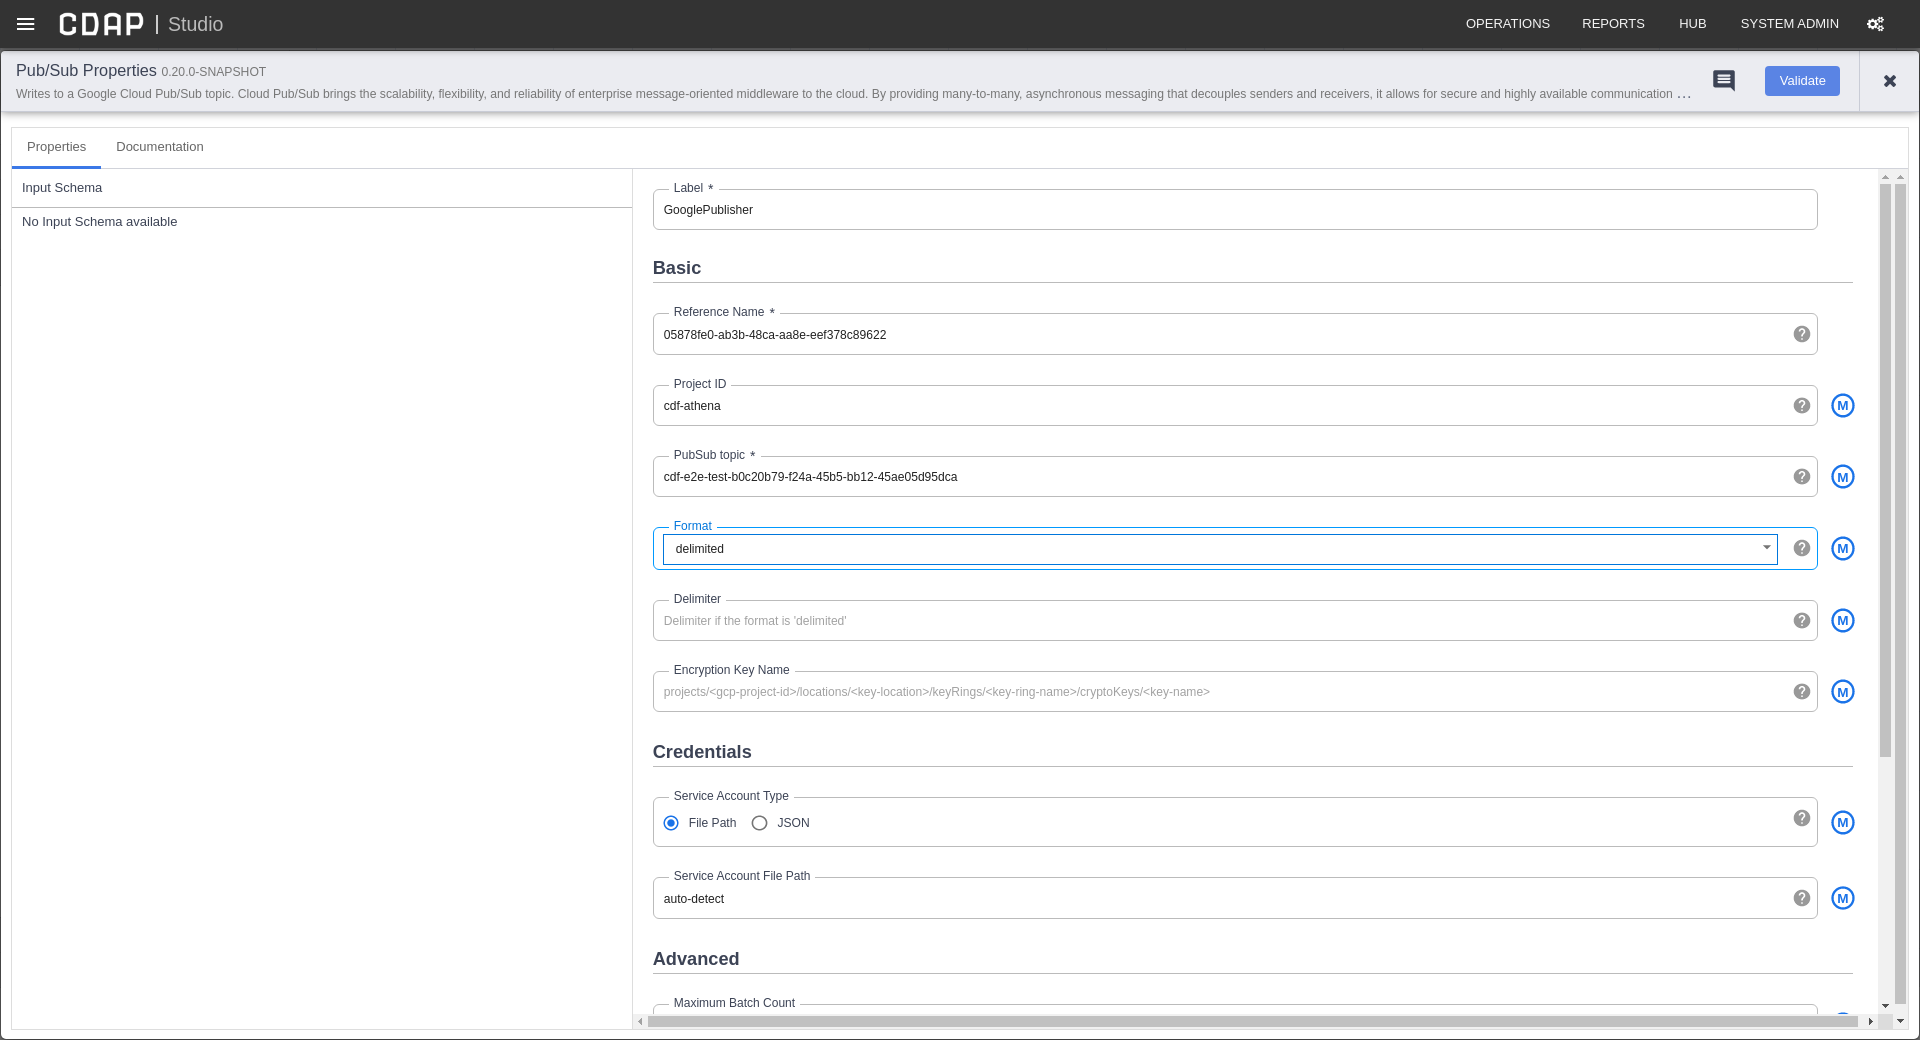 CDAP | Studio
OPERATIONS REPORTS HUB SYSTEM ADMIN
Pub/Sub Properties 0.20.0-SNAPSHOT
Writes to a Google Cloud Pub/Sub topic. Cloud Pub/Sub brings the scalability, flexibility, and reliability of enterprise message-oriented middleware to the cloud. By providing many-to-many, asynchronous messaging that decouples senders and receivers, it allows for secure and highly available communication ...
Validate
Properties Documentation
Input Schema
No Input Schema available
Label *
GooglePublisher
Basic
Reference Name *
05878fe0-ab3b-48ca-aa8e-eef378c89622
?
Project ID
cdf-athena
? M
PubSub topic *
cdf-e2e-test-b0c20b79-f24a-45b5-bb12-45ae05d95dca
? M
Format
delimited
? M
Delimiter
Delimiter if the format is 'delimited'
? M
Encryption Key Name
projects/<gcp-project-id>/locations/<key-location>/keyRings/<key-ring-name>/cryptoKeys/<key-name>
? M
Credentials
Service Account Type
File Path JSON
? M
Service Account File Path
auto-detect
? M
Advanced
Maximum Batch Count